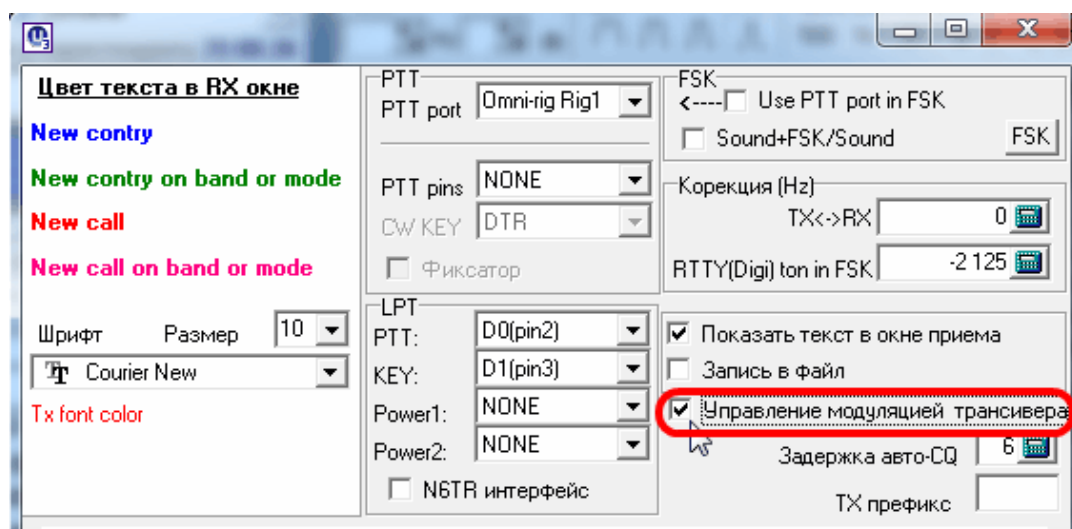 Цвет текста в RX окне
New contry
New contry on band or mode
New call
New call on band or mode
Шрифт Размер 10
Courier New
Tx font color
PTT
PTT port Omni-rig Rig1
PTT pins NONE
CW KEY DTR
Фиксатор
LPT
PTT: D0(pin2)
KEY: D1(pin3)
Power1: NONE
Power2: NONE
N6TR интерфейс
FSK
<---- Use PTT port in FSK
Sound+FSK/Sound FSK
Корекция (Hz)
TX<->RX 0
RTTY(Digi) ton in FSK -2 125
Показать текст в окне приема
Запись в файл
Управление модуляцией трансивера
Задержка авто-CQ 6
TX префикс